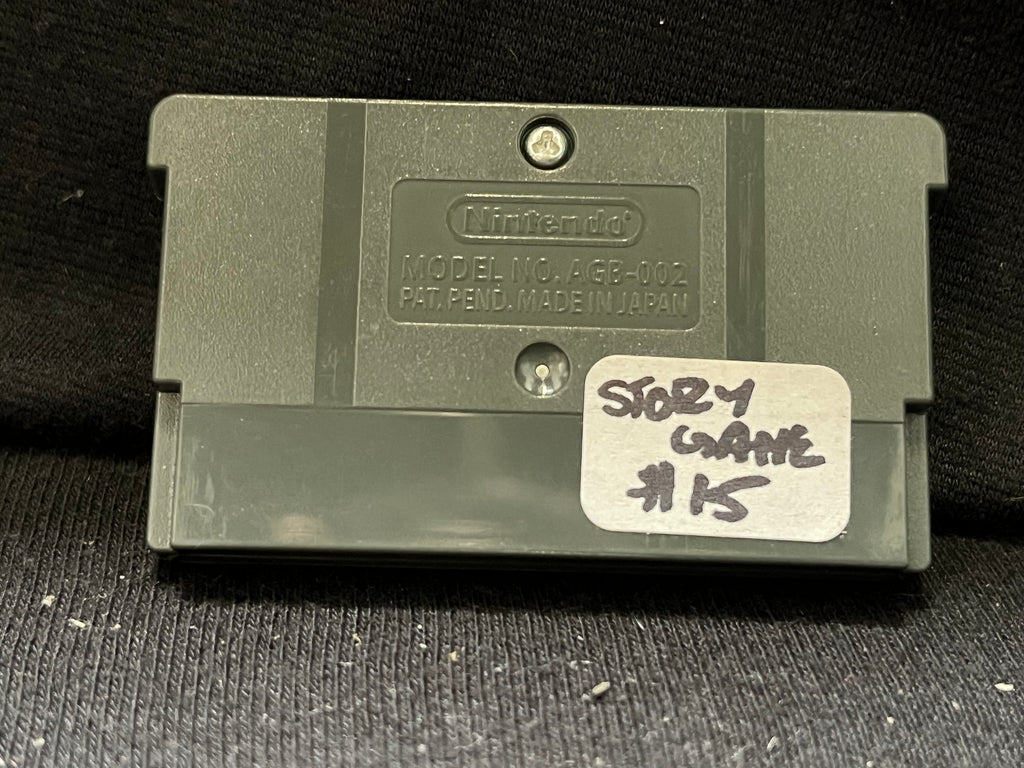 Nintendo
MODEL NO. AGB-002
PAT. PEND. MADE IN JAPAN
STORY
GAME
#15